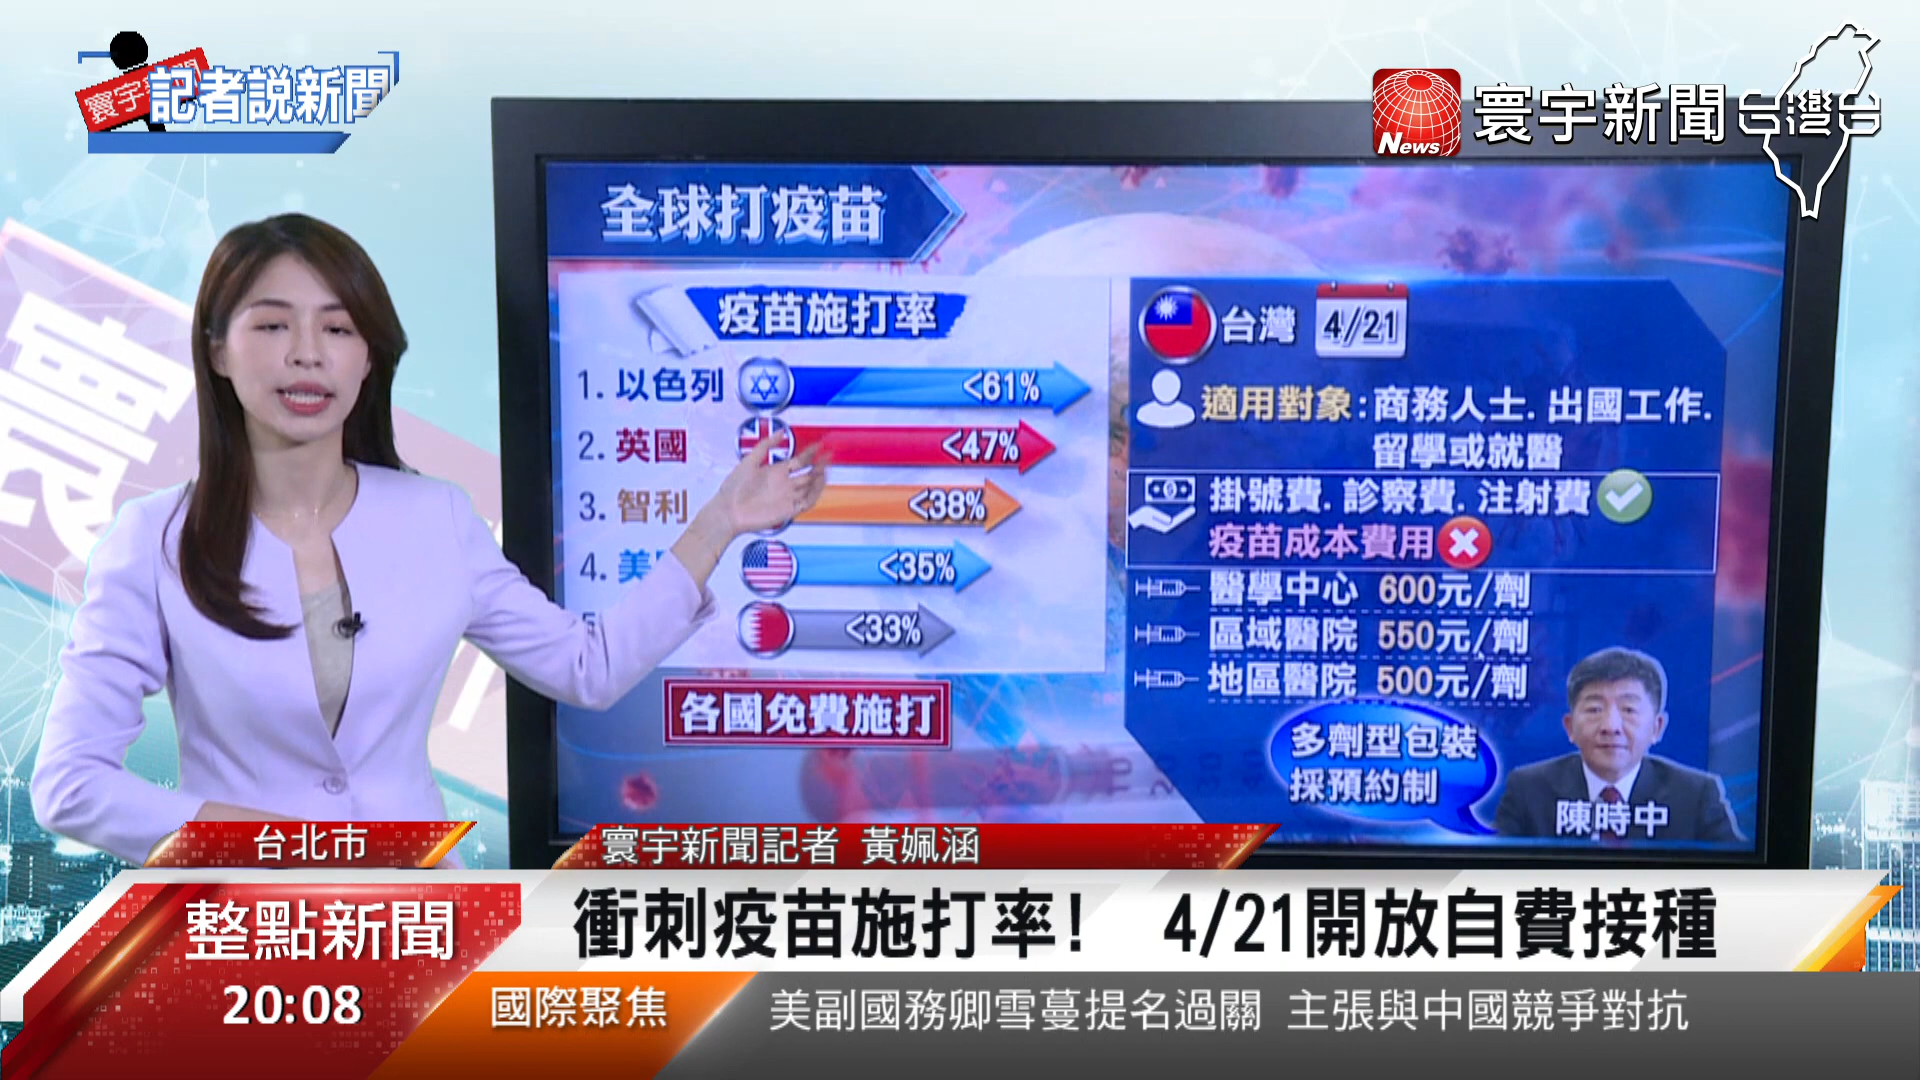 寰宇新聞
記者説新聞
News
寰宇新聞
台灣台
全球打疫苗
疫苗施打率
1. 以色列 <61%
2. 英國 <47%
3. 智利 <38%
4. 美 <35%
<33%
各國免費施打
台灣 4/21
適用對象:商務人士.出國工作.
留學或就醫
掛號費.診察費.注射費
疫苗成本費用
醫學中心 600元/劑
區域醫院 550元/劑
地區醫院 500元/劑
多劑型包裝
採預約制
陳時中
台北市
寰宇新聞記者 黃姵涵
整點新聞
衝刺疫苗施打率! 4/21開放自費接種
20:08
國際聚焦
美副國務卿雪蔓提名過關 主張與中國競爭對抗